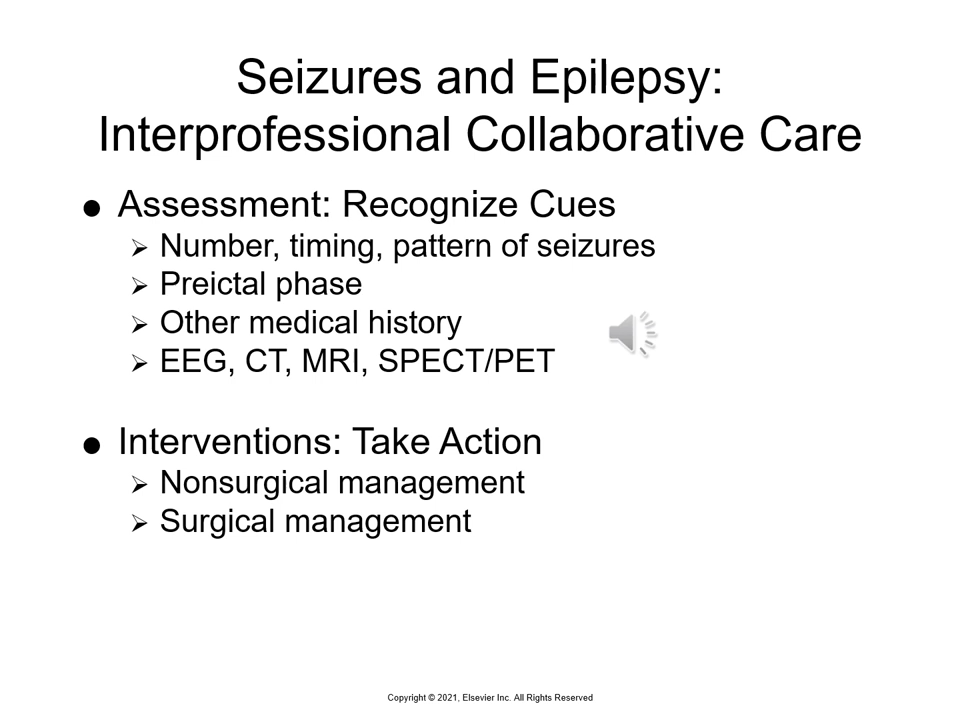 Seizures and Epilepsy:
Interprofessional Collaborative Care
● Assessment: Recognize Cues
➢ Number, timing, pattern of seizures
➢ Preictal phase
➢ Other medical history
➢ EEG, CT, MRI, SPECT/PET
● Interventions: Take Action
➢ Nonsurgical management
➢ Surgical management
Copyright © 2021, Elsevier Inc. All Rights Reserved